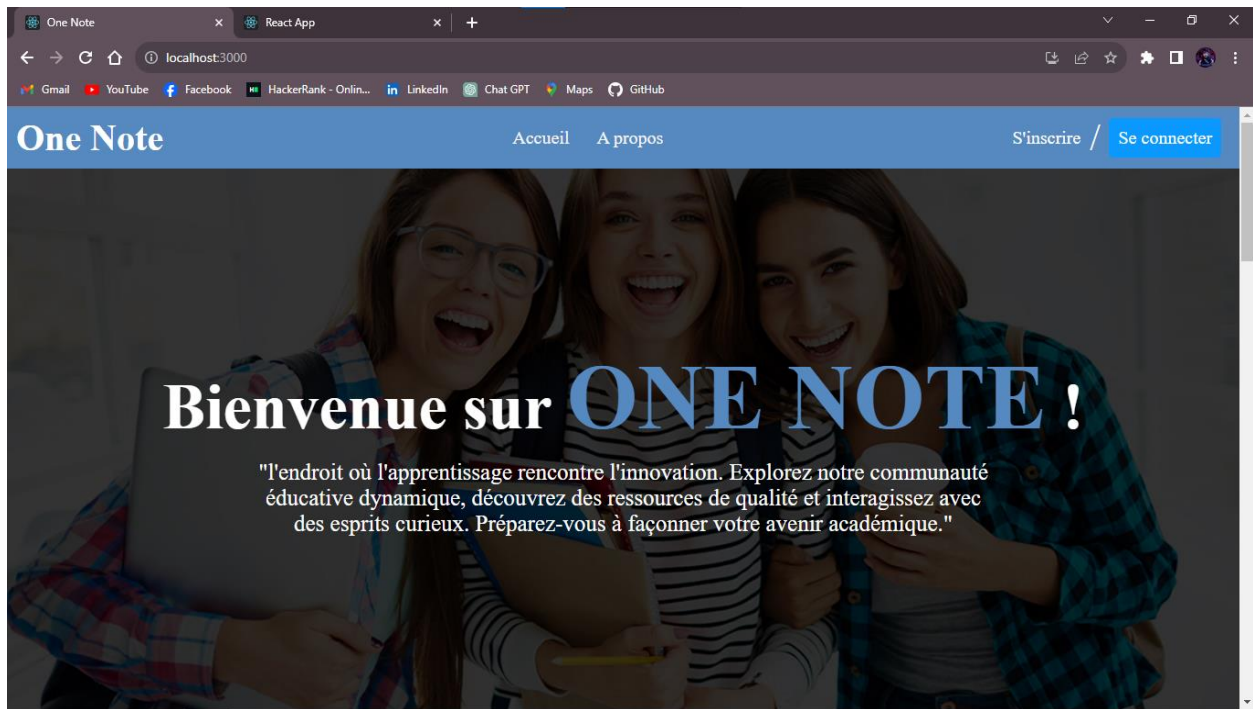 One Note
React App
localhost:3000
Gmail YouTube Facebook HackerRank - Onlin... LinkedIn Chat GPT Maps GitHub
One Note
Accueil A propos
S'inscrire / Se connecter
Bienvenue sur ONE NOTE !
"l'endroit où l'apprentissage rencontre l'innovation. Explorez notre communauté
éducative dynamique, découvrez des ressources de qualité et interagissez avec
des esprits curieux. Préparez-vous à façonner votre avenir académique."